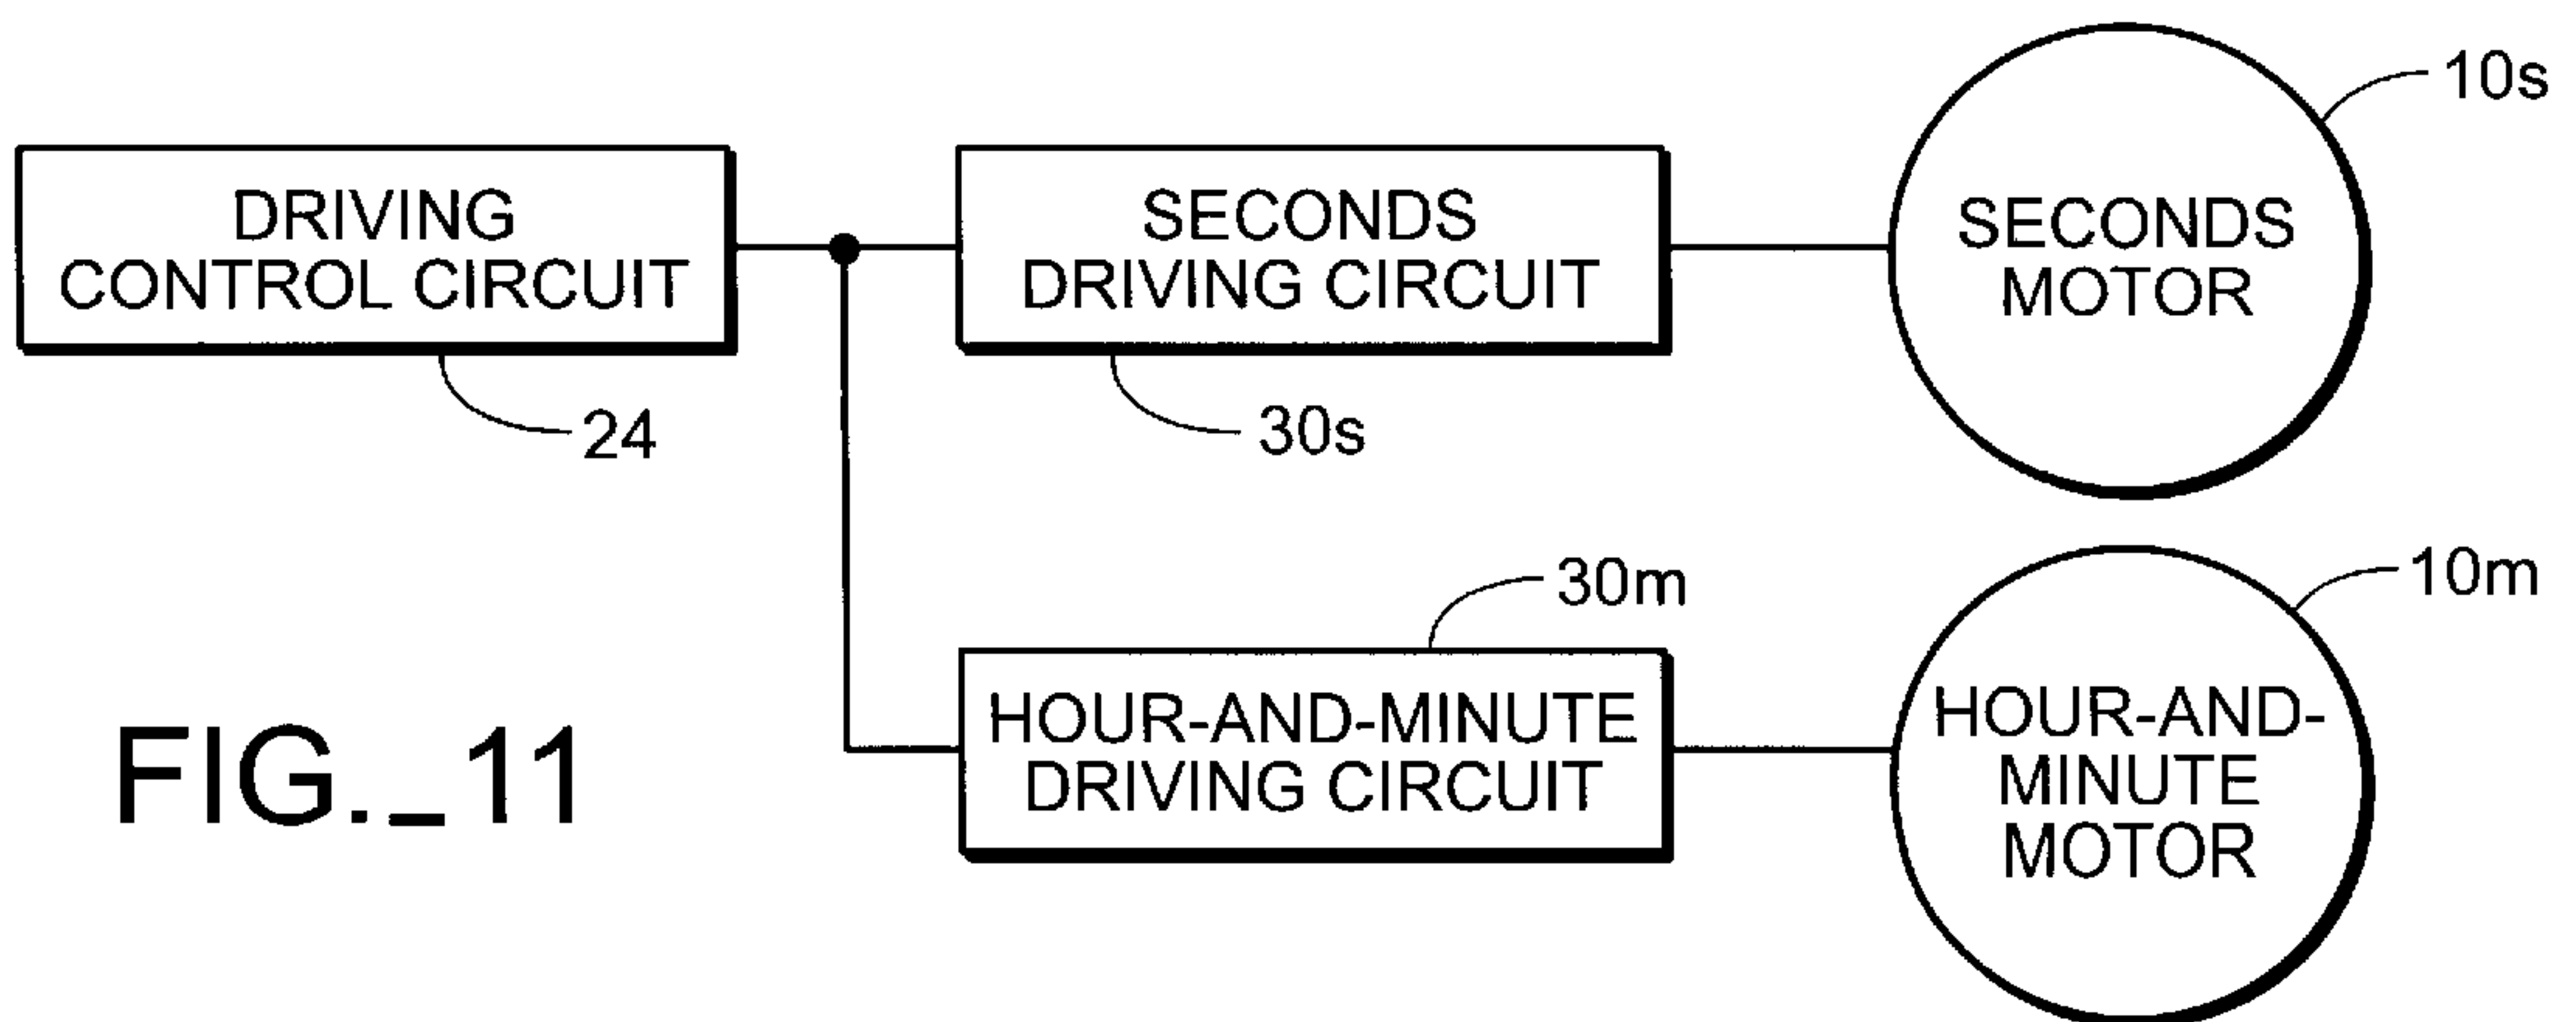 10s
DRIVING
CONTROL CIRCUIT
SECONDS
DRIVING CIRCUIT
SECONDS
MOTOR
24
30s
30m
10m
HOUR-AND-MINUTE
DRIVING CIRCUIT
HOUR-AND-
MINUTE
MOTOR
FIG._11